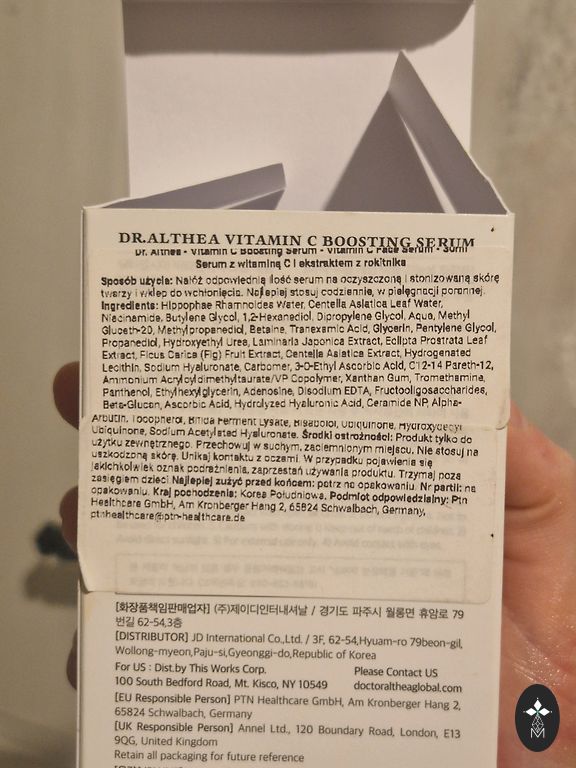 DR.ALTHEA VITAMIN C BOOSTING SERUM
Dr. Althea - Vitamin C Boosting Serum - Vitamin C Face Serum - 30ml
Serum z witaminą C i ekstraktem z rokitnika
Sposób użycia: Nałóż odpowiednią ilość serum na oczyszczoną i stonizowaną skórę
twarzy i wklep do wchłonięcia. Najlepiej stosuj codziennie, w pielęgnacji porannej.
Ingredients: Hippophae Rhamnoides Water, Centella Asiatica Leaf Water,
Niacinamide, Butylene Glycol, 1,2-Hexanediol, Dipropylene Glycol, Aqua, Methyl
Gluceth-20, Methylpropanediol, Betaine, Tranexamic Acid, Glycerin, Pentylene Glycol,
Propanediol, Hydroxyethyl Urea, Laminaria Japonica Extract, Eclipta Prostrata Leaf
Extract, Ficus Carica (Fig) Fruit Extract, Centella Asiatica Extract, Hydrogenated
Lecithin, Sodium Hyaluronate, Carbomer, 3-O-Ethyl Ascorbic Acid, C12-14 Pareth-12,
Ammonium Acryloyldimethyltaurate/VP Copolymer, Xanthan Gum, Tromethamine,
Panthenol, Ethylhexylglycerin, Adenosine, Disodium EDTA, Fructooligosaccharides,
Beta-Glucan, Ascorbic Acid, Hydrolyzed Hyaluronic Acid, Ceramide NP, Alpha-
Arbutin, Tocopherol, Bifida Ferment Lysate, Bisabolol, Ubiquinone, Hydroxydecyl
Ubiquinone, Sodium Acetylated Hyaluronate. Środki ostrożności: Produkt tylko do
użytku zewnętrznego. Przechowuj w suchym, zaciemnionym miejscu. Nie stosuj na
uszkodzoną skórę. Unikaj kontaktu z oczami. W przypadku pojawienia się
jakichkolwiek oznak podrażnienia, zaprzestań używania produktu. Trzymaj poza
zasięgiem dzieci Najlepiej zużyć przed końcem: patrz na opakowaniu. Nr partii: na
opakowaniu. Kraj pochodzenia: Korea Południowa. Podmiot odpowiedzialny: Ptn
Healthcare GmbH, Am Kronberger Hang 2, 65824 Schwalbach, Germany,
ptnhealthcare@ptn-healthcare.de
[화장품책임판매업자] (주)제이디인터내셔날 / 경기도 파주시 월롱면 휴암로 79
번길 62-54,3층
[DISTRIBUTOR] JD International Co.,Ltd. / 3F, 62-54,Hyuam-ro 79beon-gil,
Wollong-myeon,Paju-si,Gyeonggi-do,Republic of Korea
For US : Dist.by This Works Corp. Please Contact US
100 South Bedford Road, Mt. Kisco, NY 10549 doctoraltheaglobal.com
[EU Responsible Person] PTN Healthcare GmbH, Am Kronberger Hang 2,
65824 Schwalbach, Germany
[UK Responsible Person] Annel Ltd., 120 Boundary Road, London, E13
9QG, United Kingdom
Retain all packaging for future reference